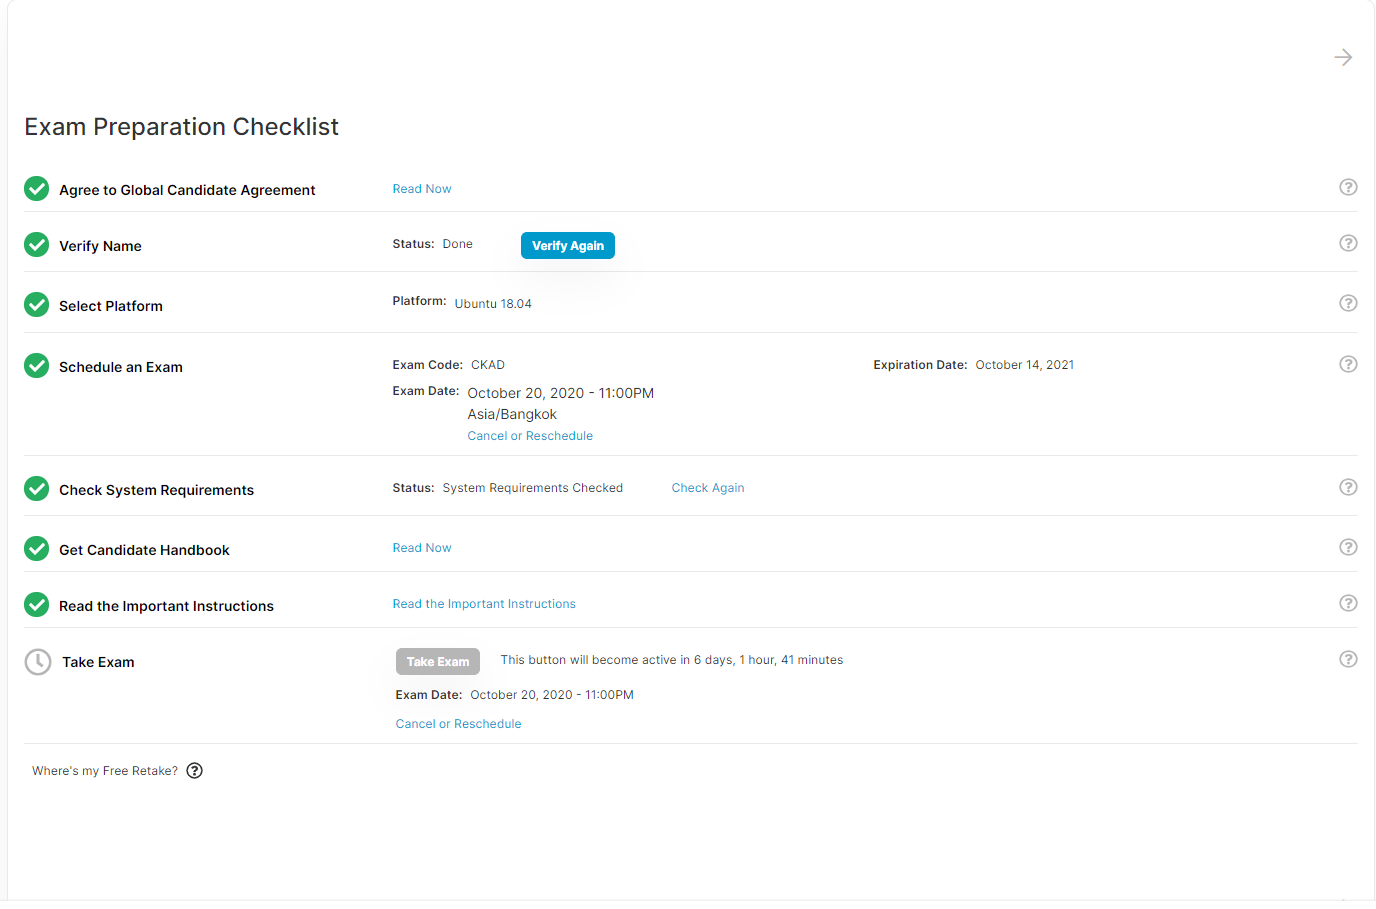 Exam Preparation Checklist
Agree to Global Candidate Agreement Read Now
Verify Name Status: Done Verify Again
Select Platform Platform: Ubuntu 18.04
Schedule an Exam Exam Code: CKAD Expiration Date: October 14, 2021
Exam Date: October 20, 2020 - 11:00PM
Asia/Bangkok
Cancel or Reschedule
Check System Requirements Status: System Requirements Checked Check Again
Get Candidate Handbook Read Now
Read the Important Instructions Read the Important Instructions
Take Exam Take Exam This button will become active in 6 days, 1 hour, 41 minutes
Exam Date: October 20, 2020 - 11:00PM
Cancel or Reschedule
Where's my Free Retake?